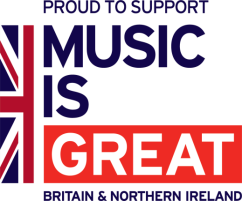 PROUD TO SUPPORT
MUSIC
IS
GREAT
BRITAIN & NORTHERN IRELAND